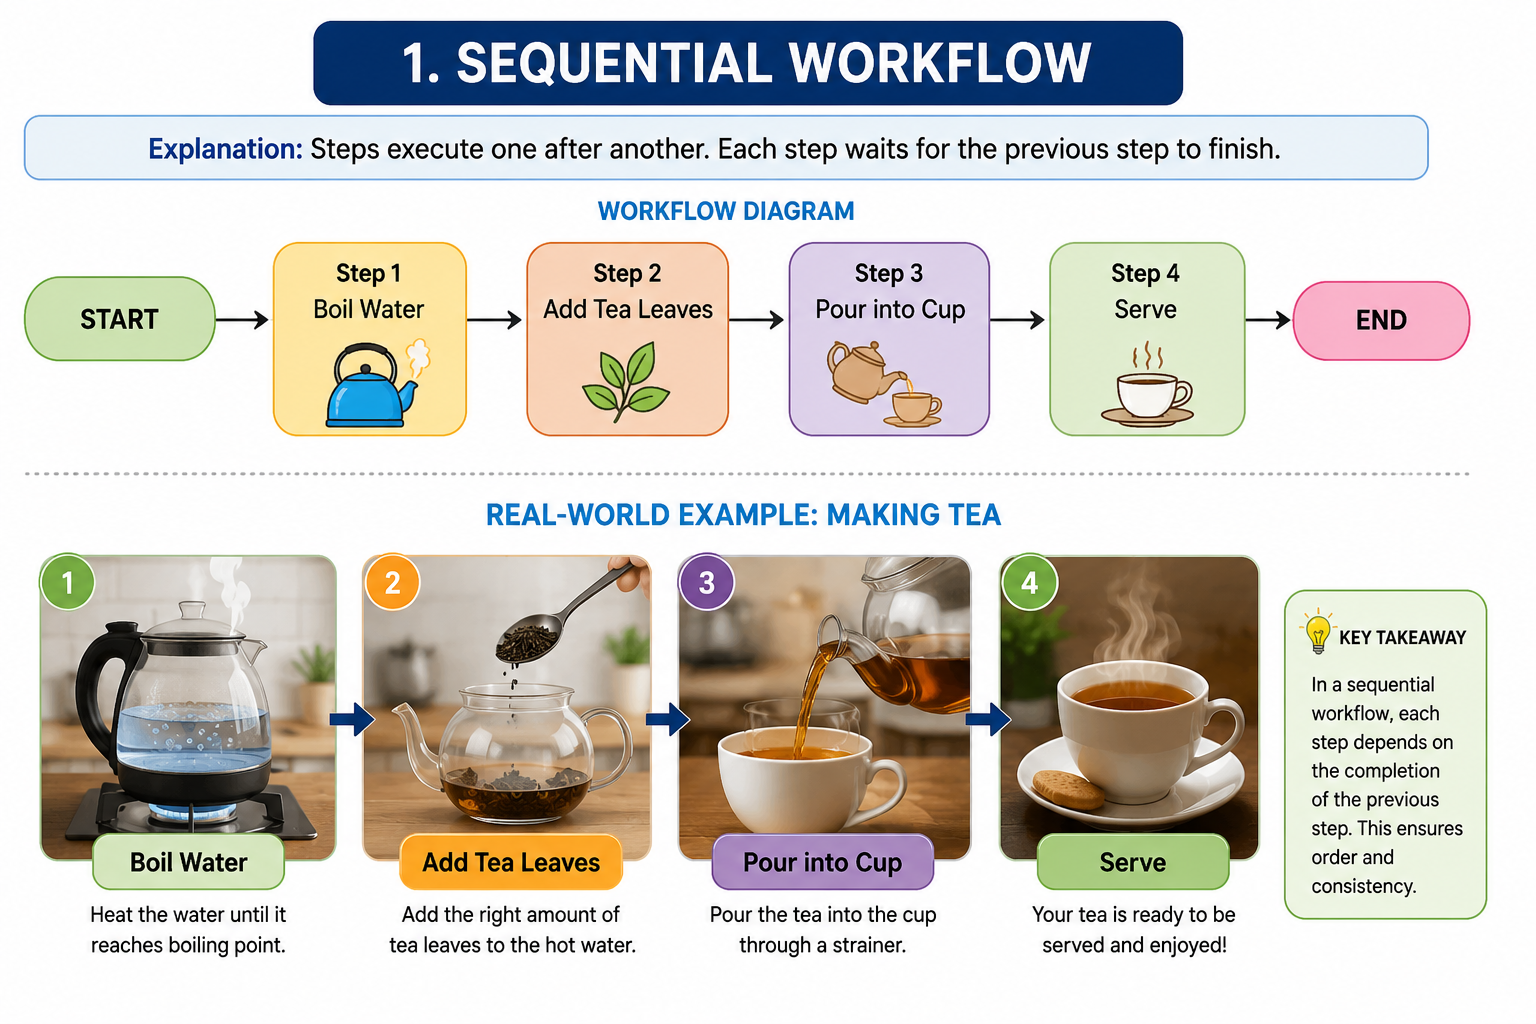 1. SEQUENTIAL WORKFLOW
Explanation: Steps execute one after another. Each step waits for the previous step to finish.
WORKFLOW DIAGRAM
START
Step 1
Boil Water
Step 2
Add Tea Leaves
Step 3
Pour into Cup
Step 4
Serve
END
REAL-WORLD EXAMPLE: MAKING TEA
1
Boil Water
Heat the water until it
reaches boiling point.
2
Add Tea Leaves
Add the right amount of
tea leaves to the hot water.
3
Pour into Cup
Pour the tea into the cup
through a strainer.
4
Serve
Your tea is ready to be
served and enjoyed!
KEY TAKEAWAY
In a sequential
workflow, each
step depends on
the completion
of the previous
step. This ensures
order and
consistency.